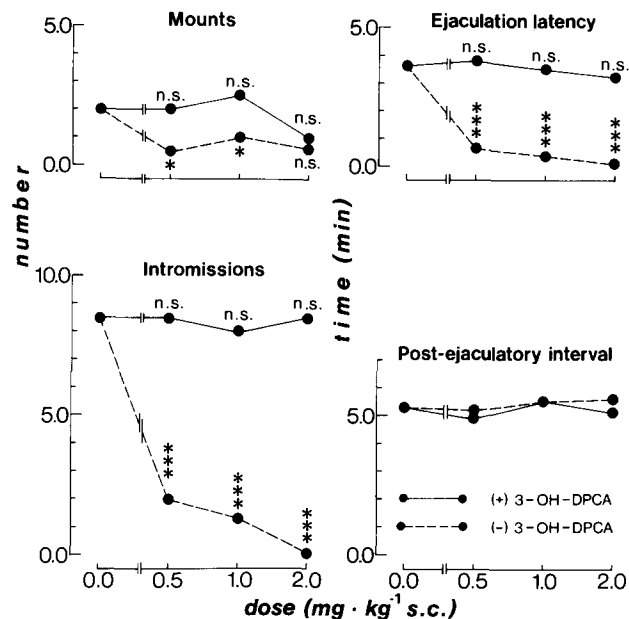 Mounts
5.0
n.s.
n.s.
n.s.
n.s.
0.0
*
*
number
Intromissions
10.0
n.s.
n.s.
n.s.
5.0
***
***
***
0.0
0.0 0.5 1.0 2.0
Ejaculation latency
5.0
n.s.
n.s.
n.s.
***
***
***
0.0
time (min)
Post-ejaculatory interval
5.0
(+) 3-OH-DPCA
(-) 3-OH-DPCA
0.0
0.0 0.5 1.0 2.0
dose (mg · kg⁻¹ s.c.)